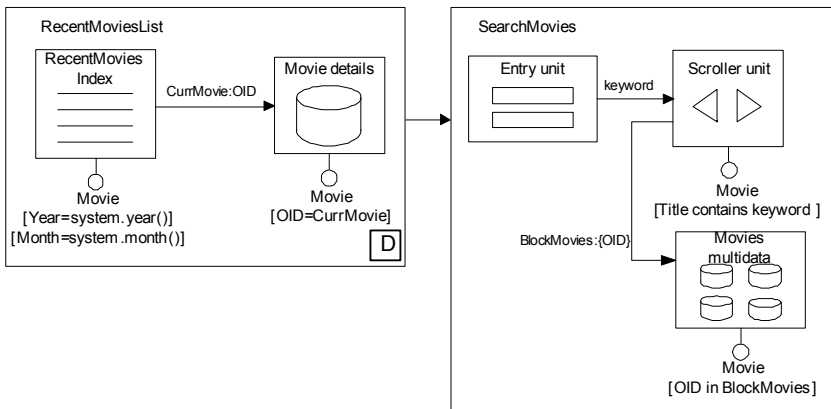 RecentMoviesList
RecentMovies
Index
CurrMovie:OID
Movie details
Movie
[Year=system.year()]
[Month=system.month()]
Movie
[OID=CurrMovie]
D
SearchMovies
Entry unit
keyword
Scroller unit
Movie
[Title contains keyword ]
BlockMovies:{OID}
Movies
multidata
Movie
[OID in BlockMovies]